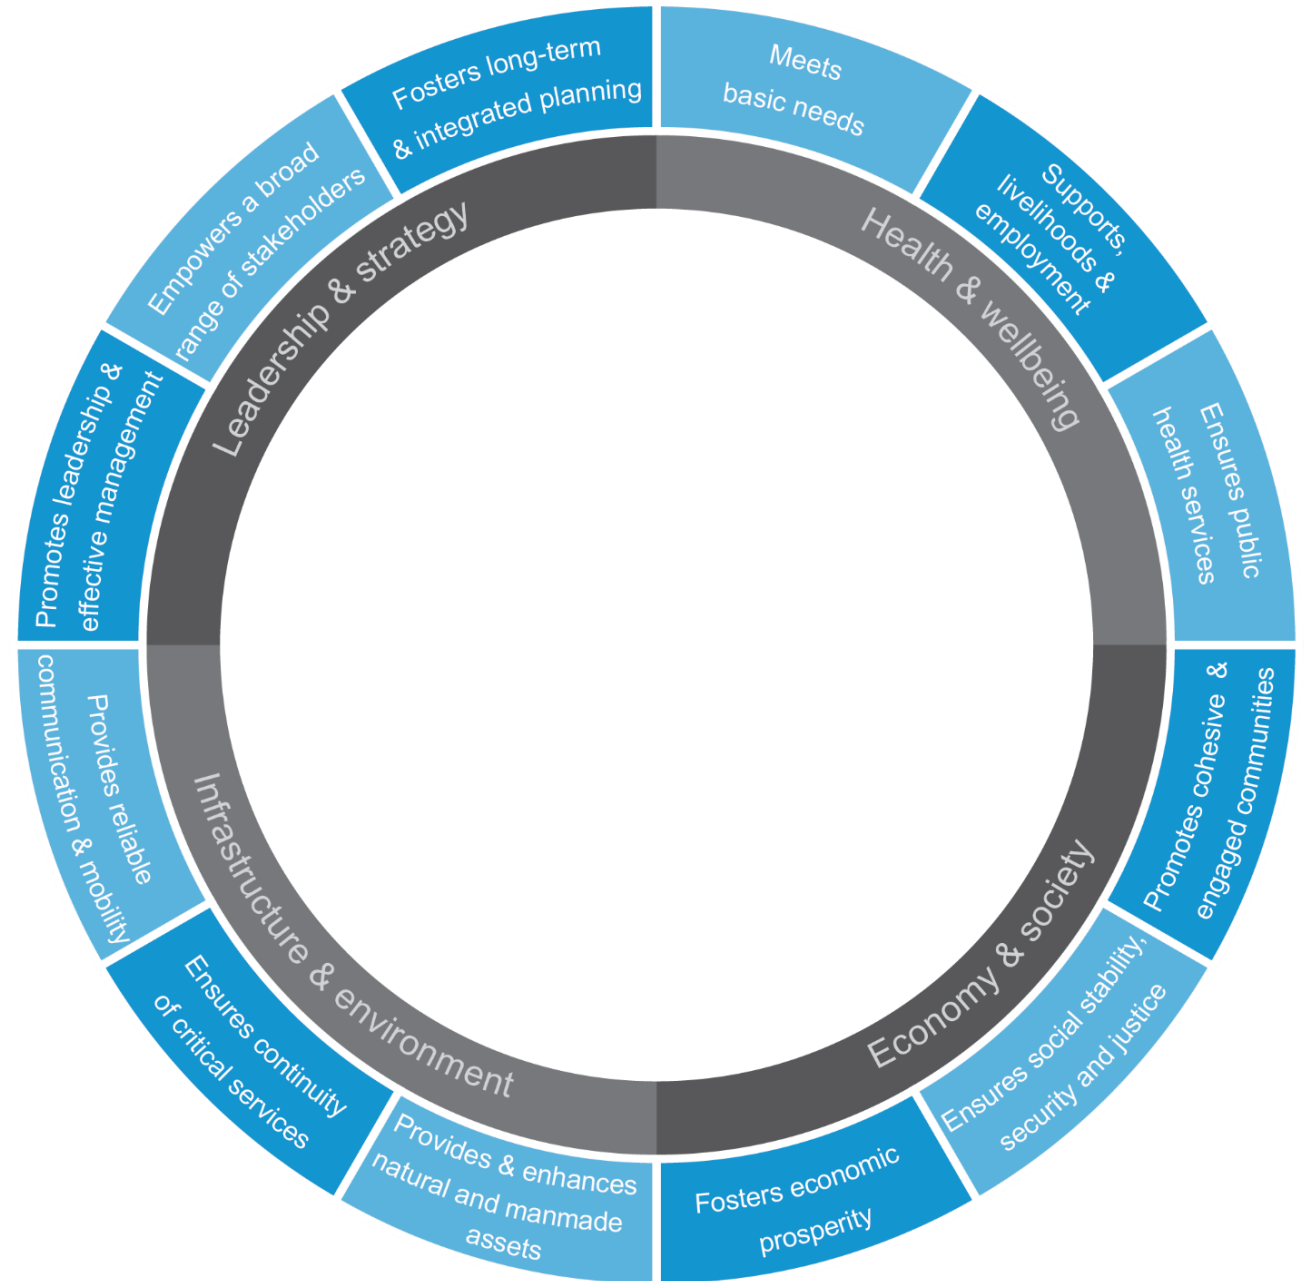 Meets
basic needs
Supports,
livelihoods &
employment
Ensures public
health services
Promotes cohesive &
engaged communities
Ensures social stability,
security and justice
Fosters economic
prosperity
Provides & enhances
natural and manmade
assets
Ensures continuity
of critical services
Provides reliable
communication & mobility
Promotes leadership &
effective management
Empowers a broad
range of stakeholders
Fosters long-term
& integrated planning
Health & wellbeing
Economy & society
Infrastructure & environment
Leadership & strategy